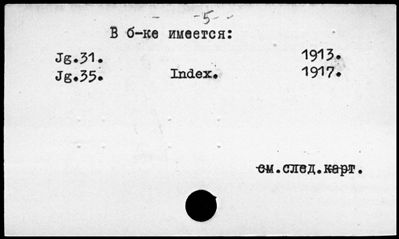 -5-
В б-ке имеется:
Jg.31. 1913.
Jg.35. Index. 1917.
см.след.карт.